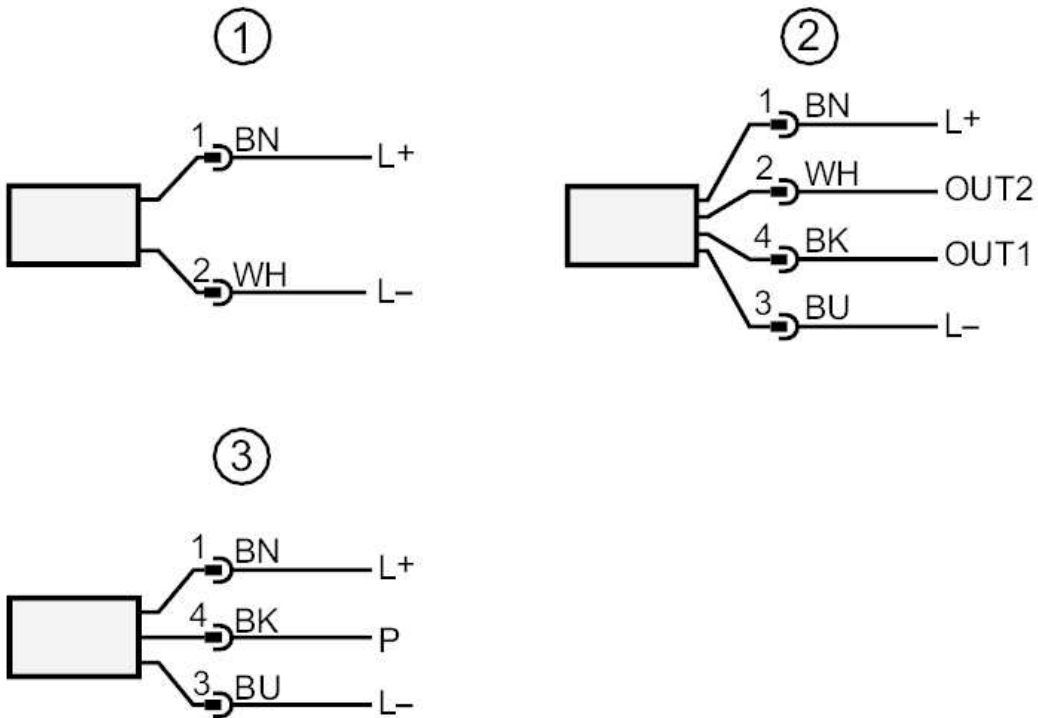 1
1 BN L+
2 WH L–
2
1 BN L+
2 WH OUT2
4 BK OUT1
3 BU L–
3
1 BN L+
4 BK P
3 BU L–